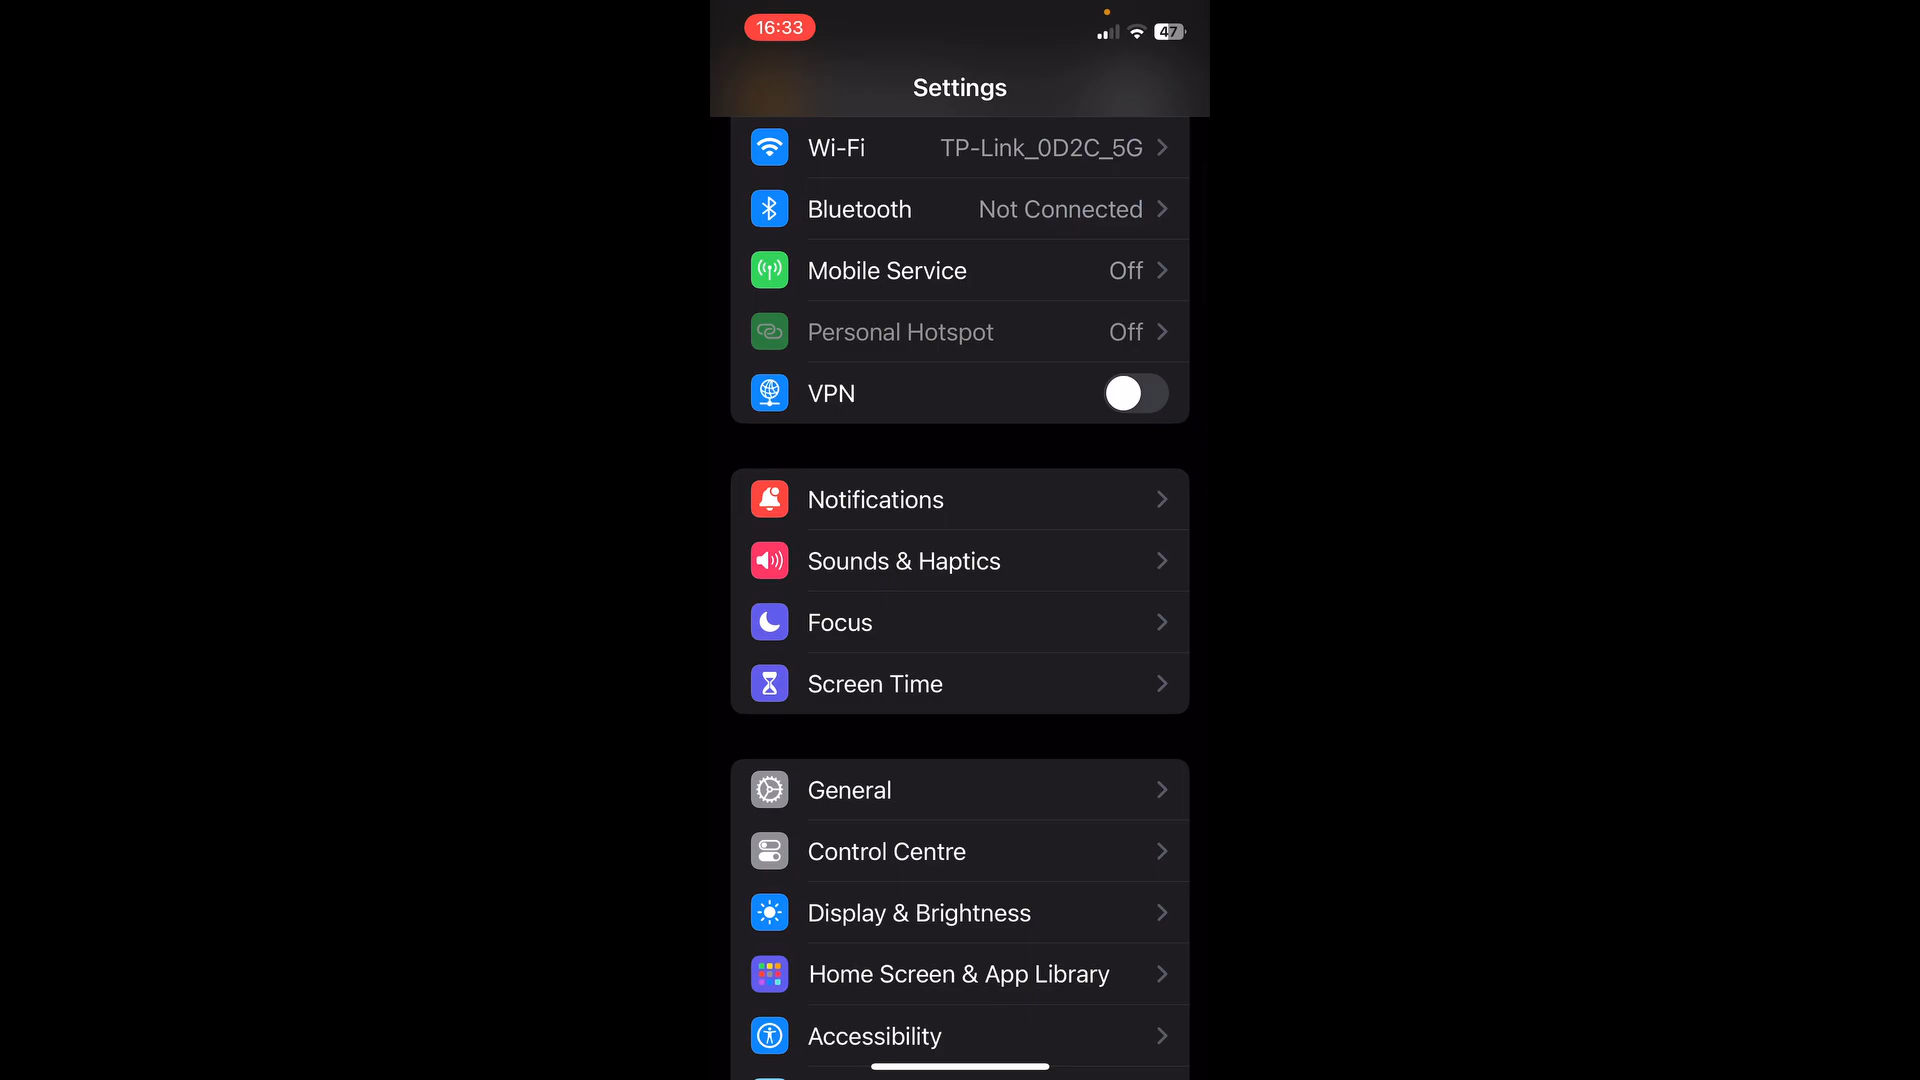 16:33
47
Settings
Wi-Fi TP-Link_0D2C_5G
Bluetooth Not Connected
Mobile Service Off
Personal Hotspot Off
VPN
Notifications
Sounds & Haptics
Focus
Screen Time
General
Control Centre
Display & Brightness
Home Screen & App Library
Accessibility